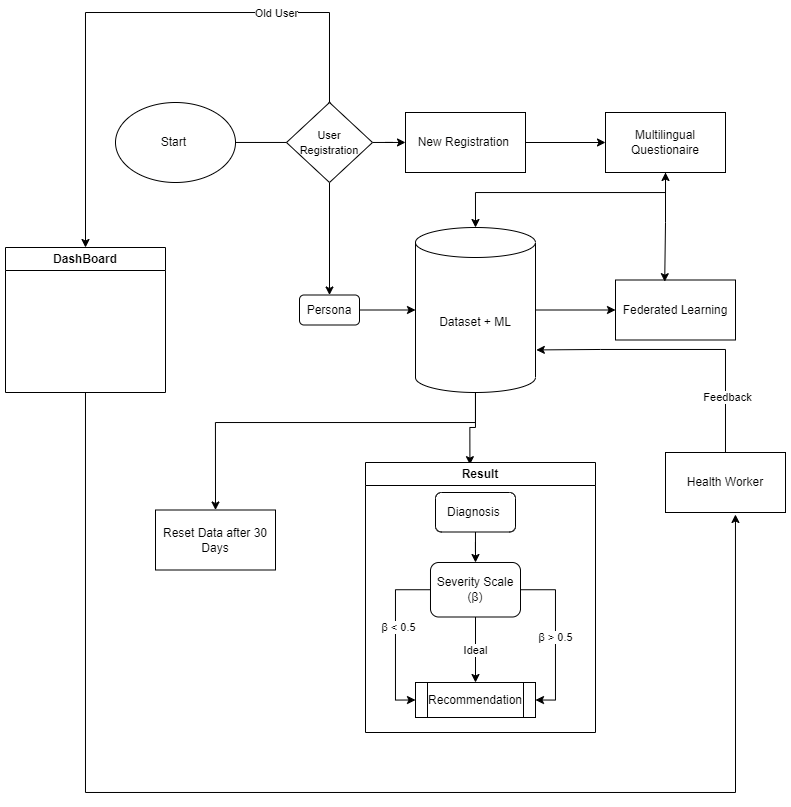 Old User
Start
User
Registration
New Registration
Multilingual
Questionaire
DashBoard
Persona
Dataset + ML
Federated Learning
Feedback
Health Worker
Reset Data after 30
Days
Result
Diagnosis
Severity Scale
(β)
β < 0.5
Ideal
β > 0.5
Recommendation